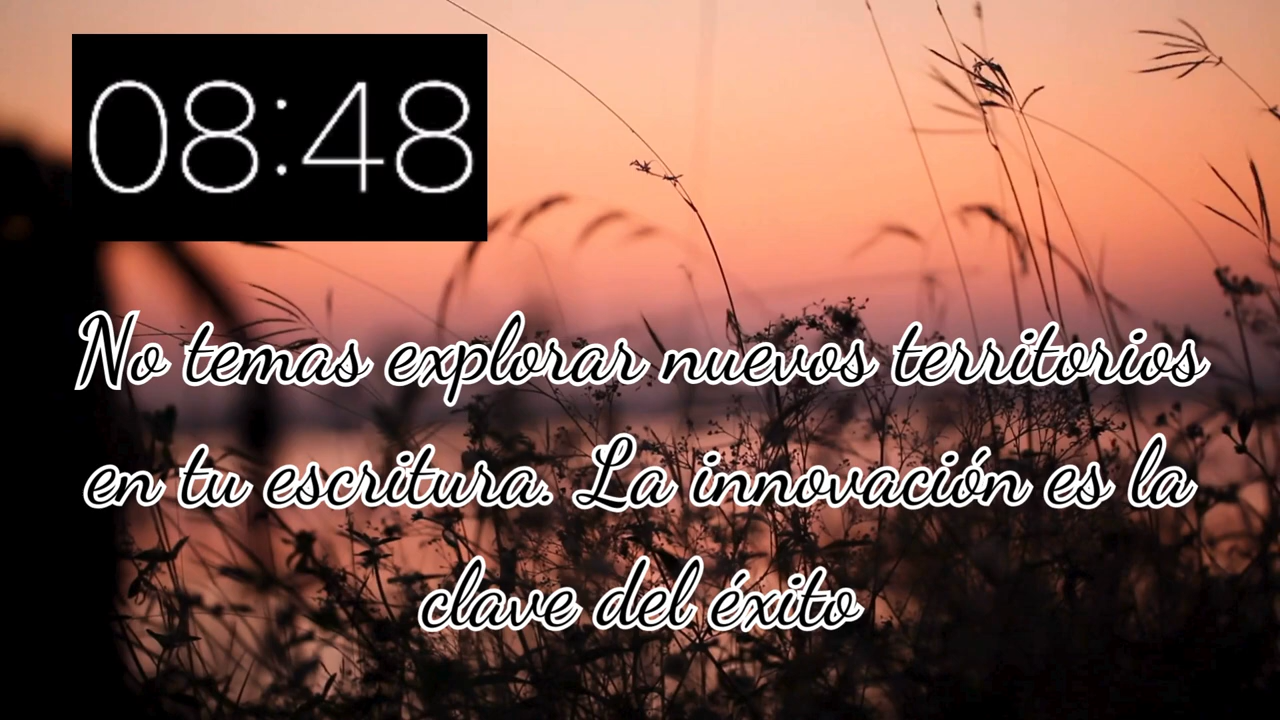 08:48
No temas explorar nuevos territorios
en tu escritura. La innovación es la
clave del éxito